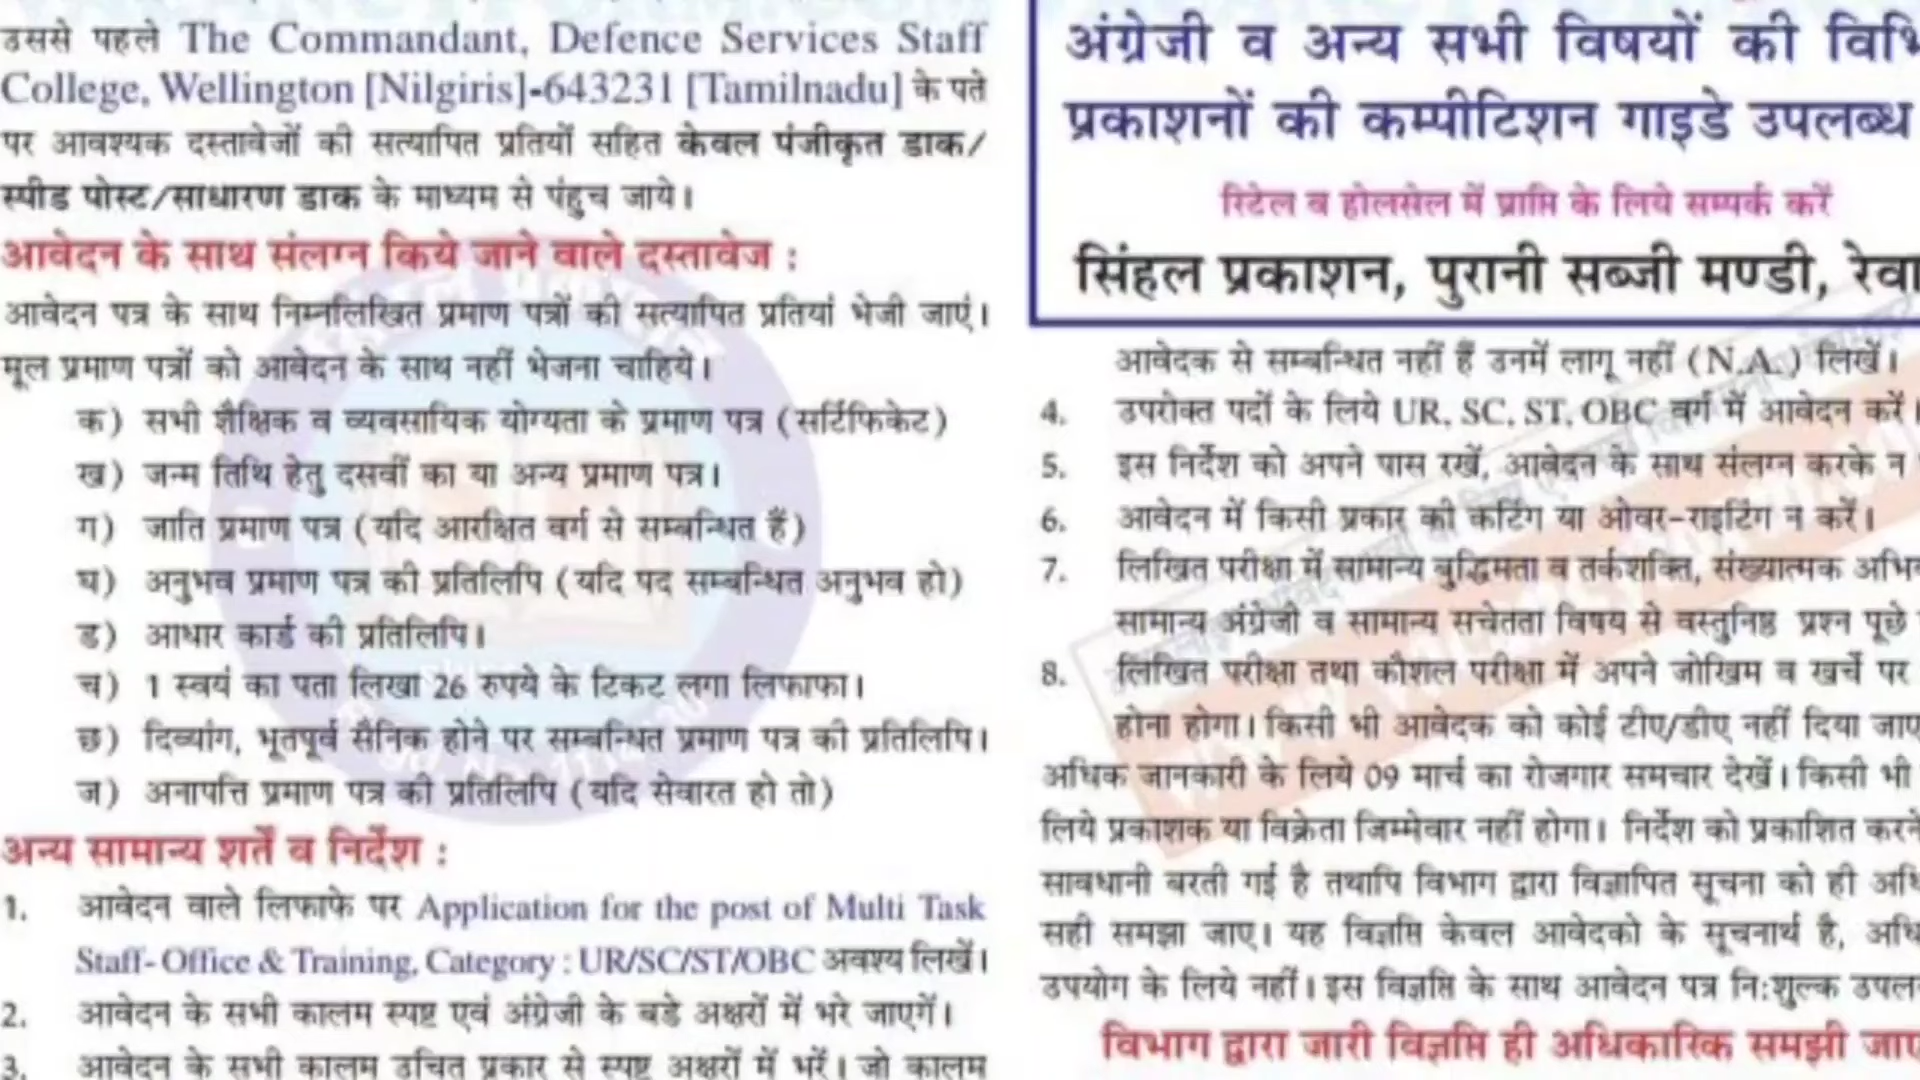 उससे पहले The Commandant, Defence Services Staff
College, Wellington [Nilgiris]-643231 [Tamilnadu] के पते
पर आवश्यक दस्तावेजों की सत्यापित प्रतियों सहित केवल पंजीकृत डाक/
स्पीड पोस्ट/साधारण डाक के माध्यम से पंहुच जाये।
आवेदन के साथ संलग्न किये जाने वाले दस्तावेज :
आवेदन पत्र के साथ निम्नलिखित प्रमाण पत्रों की सत्यापित प्रतियां भेजी जाएं।
मूल प्रमाण पत्रों को आवेदन के साथ नहीं भेजना चाहिये।
क) सभी शैक्षिक व व्यवसायिक योग्यता के प्रमाण पत्र (सर्टिफिकेट)
ख) जन्म तिथि हेतु दसवीं का या अन्य प्रमाण पत्र।
ग) जाति प्रमाण पत्र (यदि आरक्षित वर्ग से सम्बन्धित हैं)
घ) अनुभव प्रमाण पत्र की प्रतिलिपि (यदि पद सम्बन्धित अनुभव हो)
ड) आधार कार्ड की प्रतिलिपि।
च) 1 स्वयं का पता लिखा 26 रुपये के टिकट लगा लिफाफा।
छ) दिव्यांग, भूतपूर्व सैनिक होने पर सम्बन्धित प्रमाण पत्र की प्रतिलिपि।
ज) अनापत्ति प्रमाण पत्र की प्रतिलिपि (यदि सेवारत हो तो)
अन्य सामान्य शर्तें व निर्देश :
1. आवेदन वाले लिफाफे पर Application for the post of Multi Task
Staff- Office & Training, Category : UR/SC/ST/OBC अवश्य लिखें।
2. आवेदन के सभी कालम स्पष्ट एवं अंग्रेजी के बडे अक्षरों में भरे जाएगें।
3. आवेदन के सभी कालम उचित प्रकार से स्पष्ट अक्षरों में भरें। जो कालम
अंग्रेजी व अन्य सभी विषयों की
प्रकाशनों की कम्पीटिशन गाइडे उपलब्ध
रिटेल व होलसेल में प्राप्ति के लिये सम्पर्क करें
सिंहल प्रकाशन, पुरानी सब्जी मण्डी,
आवेदक से सम्बन्धित नहीं हैं उनमें लागू नहीं (N.A.) लिखें।
4. उपरोक्त पदों के लिये UR, SC, ST, OBC वर्ग में आवेदन करें।
5. इस निर्देश को अपने पास रखें, आवेदन के साथ संलग्न करके न
6. आवेदन में किसी प्रकार की कटिंग या ओवर-राइटिंग न करें।
7. लिखित परीक्षा में सामान्य बुद्धिमता व तर्कशक्ति, संख्यात्मक
सामान्य अंग्रेजी व सामान्य सचेतता विषय से वस्तुनिष्ठ प्रश्न पूछे
8. लिखित परीक्षा तथा कौशल परीक्षा में अपने जोखिम व खर्चे पर
होना होगा। किसी भी आवेदक को कोई टीए/डीए नहीं दिया
अधिक जानकारी के लिये 09 मार्च का रोजगार समचार देखें। किसी भी
लिये प्रकाशक या विक्रेता जिम्मेवार नहीं होगा। निर्देश को प्रकाशित
सावधानी बरती गई है तथापि विभाग द्वारा विज्ञापित सूचना को ही
सही समझा जाए। यह विज्ञप्ति केवल आवेदको के सूचनार्थ है,
उपयोग के लिये नहीं। इस विज्ञप्ति के साथ आवेदन पत्र नि:शुल्क
विभाग द्वारा जारी विज्ञप्ति ही अधिकारिक समझी